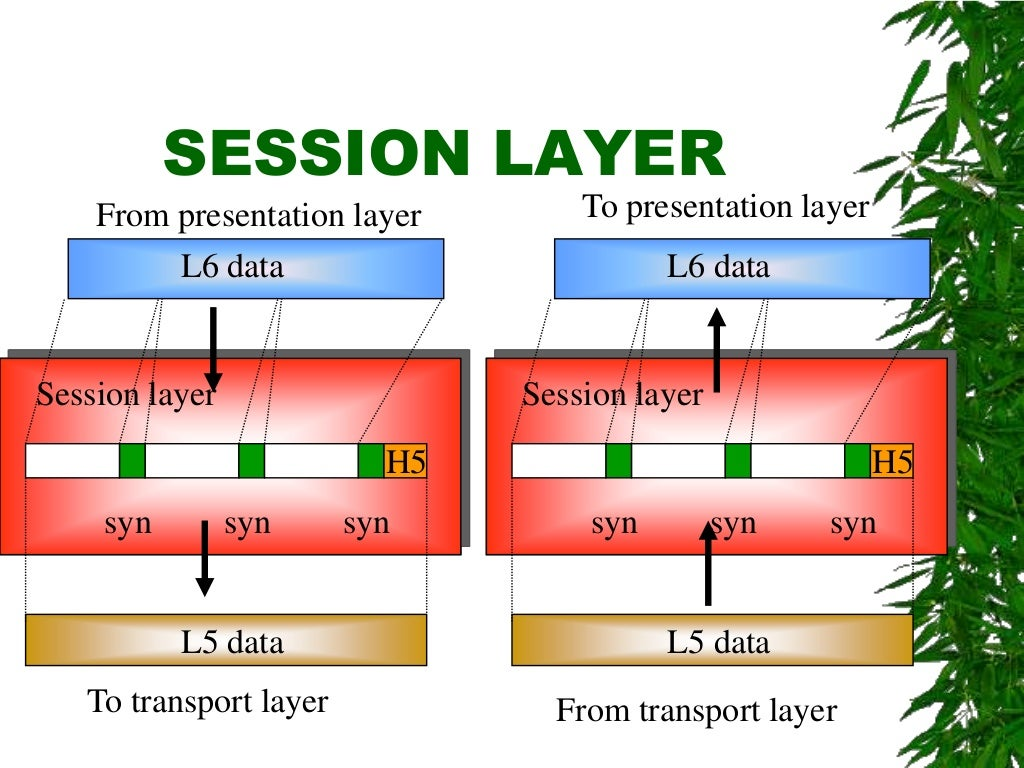 SESSION LAYER
From presentation layer
L6 data
Session layer
H5
syn syn syn
L5 data
To transport layer
To presentation layer
L6 data
Session layer
H5
syn syn syn
L5 data
From transport layer